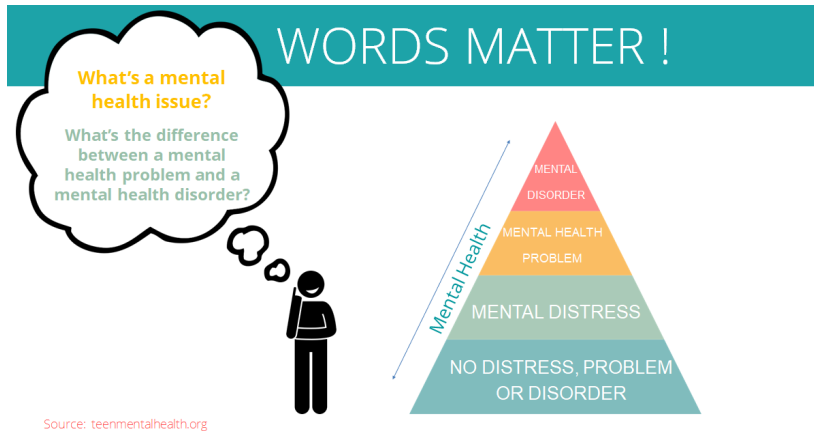 WORDS MATTER !
What's a mental
health issue?
What's the difference
between a mental
health problem and a
mental health disorder?
Mental Health
MENTAL
DISORDER
MENTAL HEALTH
PROBLEM
MENTAL DISTRESS
NO DISTRESS, PROBLEM
OR DISORDER
Source: teenmentalhealth.org